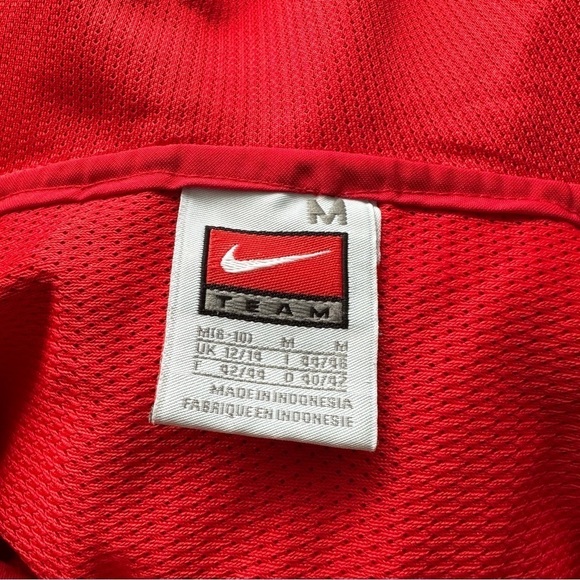 M
TEAM
M(8-10) M M
UK 12/14 I 44/46
F 42/44 D 40/42
MADE IN INDONESIA
FABRIQUE EN INDONESIE